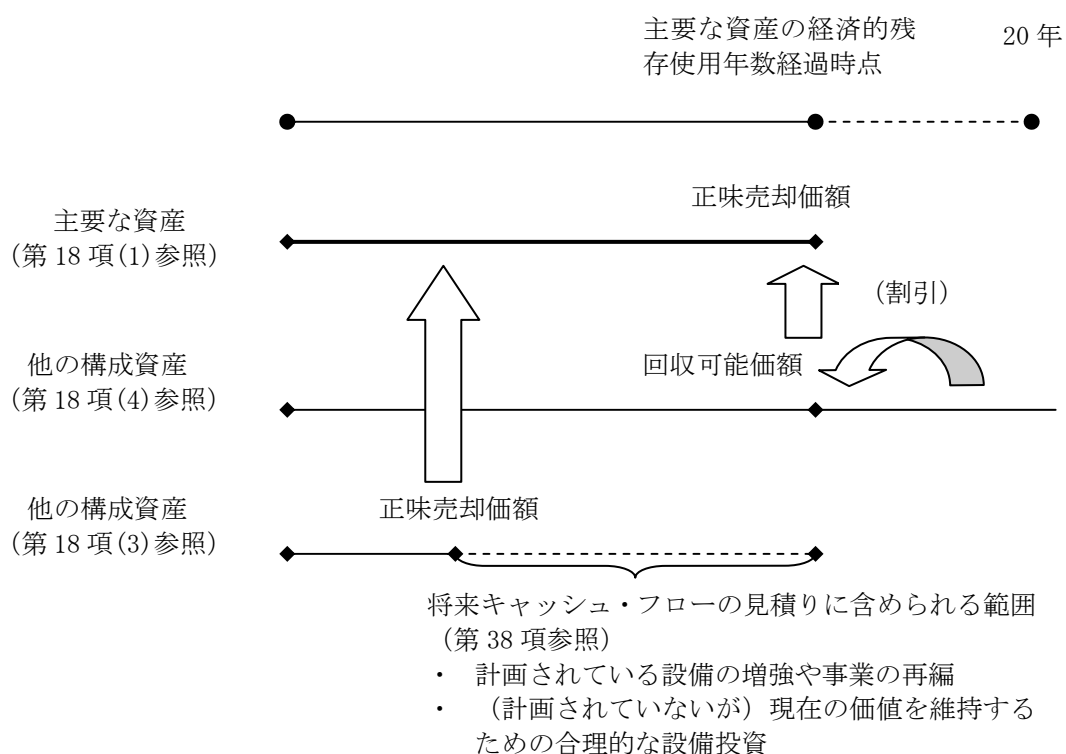 主要な資産の経済的残
存使用年数経過時点
20 年
正味売却価額
主要な資産
(第 18 項(1)参照)
(割引)
他の構成資産
(第 18 項(4)参照)
回収可能価額
他の構成資産
(第 18 項(3)参照)
正味売却価額
将来キャッシュ・フローの見積りに含められる範囲
(第 38 項参照)
・ 計画されている設備の増強や事業の再編
・ (計画されていないが)現在の価値を維持する
ための合理的な設備投資